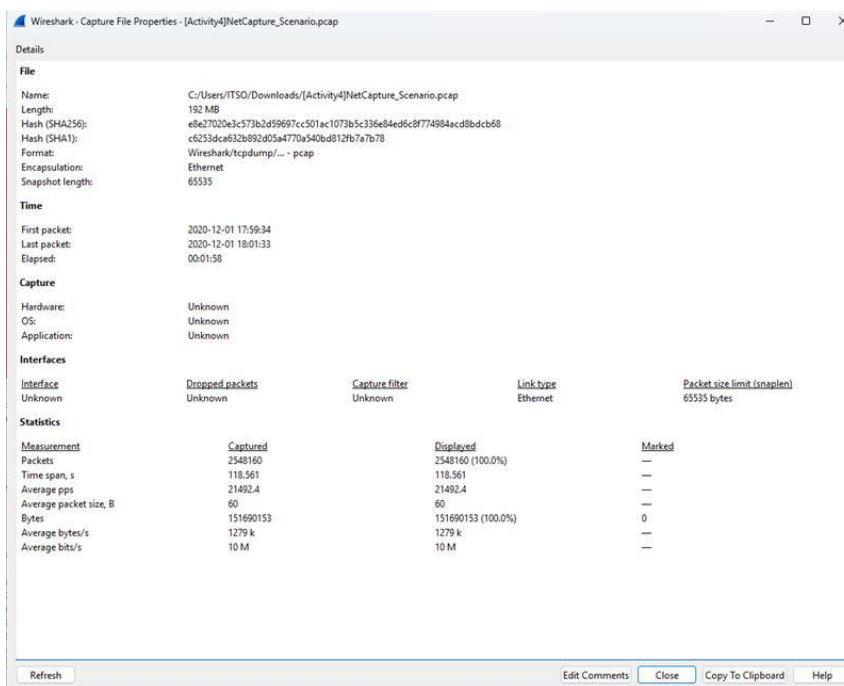 Wireshark · Capture File Properties · [Activity4]NetCapture_Scenario.pcap
Details
File
Name: C:/Users/ITSO/Downloads/[Activity4]NetCapture_Scenario.pcap
Length: 192 MB
Hash (SHA256): e8e27020e3c573b2d59697cc501ac1073b5c336e84ed6c8f774984acd8bdcb68
Hash (SHA1): c6253dca632b892d05a4770a540bd812fb7a7b78
Format: Wireshark/tcpdump/... - pcap
Encapsulation: Ethernet
Snapshot length: 65535
Time
First packet: 2020-12-01 17:59:34
Last packet: 2020-12-01 18:01:33
Elapsed: 00:01:58
Capture
Hardware: Unknown
OS: Unknown
Application: Unknown
Interfaces
Interface Dropped packets Capture filter Link type Packet size limit (snaplen)
Unknown Unknown Unknown Ethernet 65535 bytes
Statistics
Measurement Captured Displayed Marked
Packets 2548160 2548160 (100.0%) —
Time span, s 118.561 118.561 —
Average pps 21492.4 21492.4 —
Average packet size, B 60 60 —
Bytes 151690153 151690153 (100.0%) 0
Average bytes/s 1279 k 1279 k —
Average bits/s 10 M 10 M —
Refresh Edit Comments Close Copy To Clipboard Help